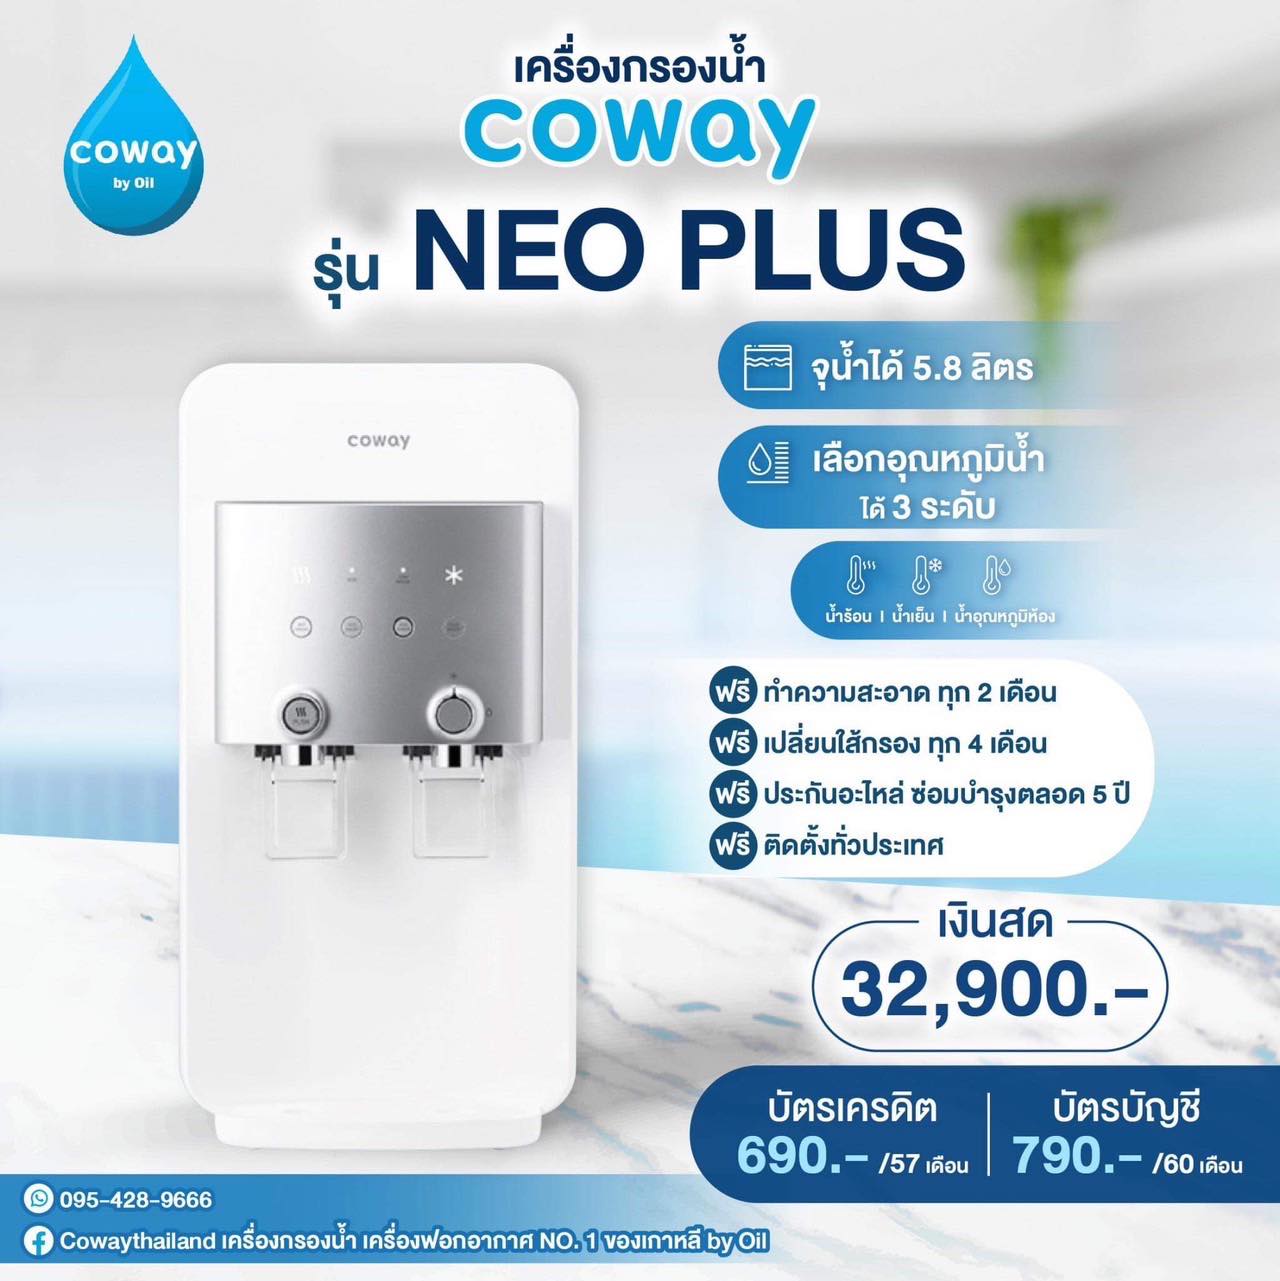 coway
by Oil
เครื่องกรองน้ำ
coway
รุ่น NEO PLUS
จุน้ำได้ 5.8 ลิตร
เลือกอุณหภูมิน้ำ
ได้ 3 ระดับ
น้ำร้อน | น้ำเย็น | น้ำอุณหภูมิห้อง
coway
PUSH
ฟรี ทำความสะอาด ทุก 2 เดือน
ฟรี เปลี่ยนใส้กรอง ทุก 4 เดือน
ฟรี ประกันอะไหล่ ซ่อมบำรุงตลอด 5 ปี
ฟรี ติดตั้งทั่วประเทศ
เงินสด
32,900.-
บัตรเครดิต
690.- /57 เดือน
บัตรบัญชี
790.- /60 เดือน
095-428-9666
Cowaythailand เครื่องกรองน้ำ เครื่องฟอกอากาศ NO. 1 ของเกาหลี by Oil